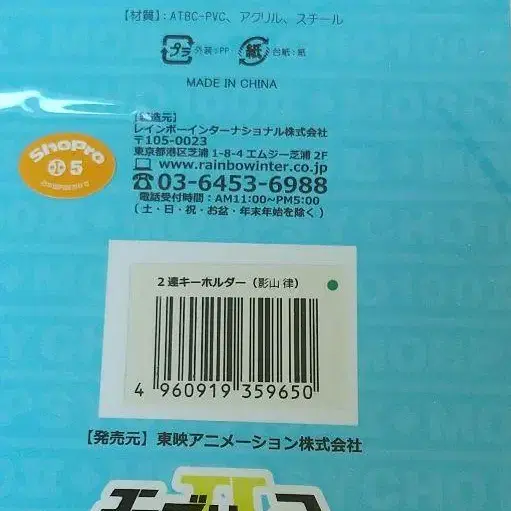 【材質】:ATBC-PVC、アクリル、スチール
プラ 外装:PP 紙 台紙:紙
MADE IN CHINA
【製造元】
レインボーインターナショナル株式会社
〒105-0023
東京都港区芝浦 1-8-4 エムジー芝浦 2F
www.rainbowinter.co.jp
☎03-6453-6988
電話受付時間:AM11:00~PM5:00
(土・日・祝・お盆・年末年始を除く)
ShoPro
小 5
2連キーホルダー(影山 律)
4 960919 359650
【発売元】東映アニメーション株式会社
II